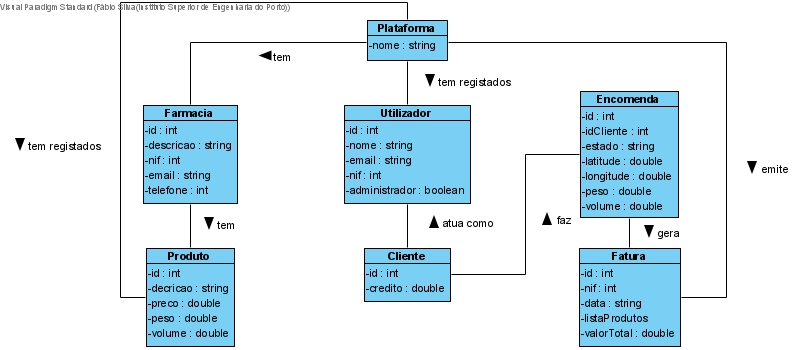 Visual Paradigm Standard(Fábio Silva(Instituto Superior de Engenharia do Porto))
Plataforma
-nome : string
tem
tem registados
Farmacia
-id : int
-descricao : string
-nif : int
-email : string
-telefone : int
Utilizador
-id : int
-nome : string
-email : string
-nif : int
-administrador : boolean
Encomenda
-id : int
-idCliente : int
-estado : string
-latitude : double
-longitude : double
-peso : double
-volume : double
tem registados
emite
tem
atua como
faz
gera
Produto
-id : int
-decricao : string
-preco : double
-peso : double
-volume : double
Cliente
-id : int
-credito : double
Fatura
-id : int
-nif : int
-data : string
-listaProdutos
-valorTotal : double